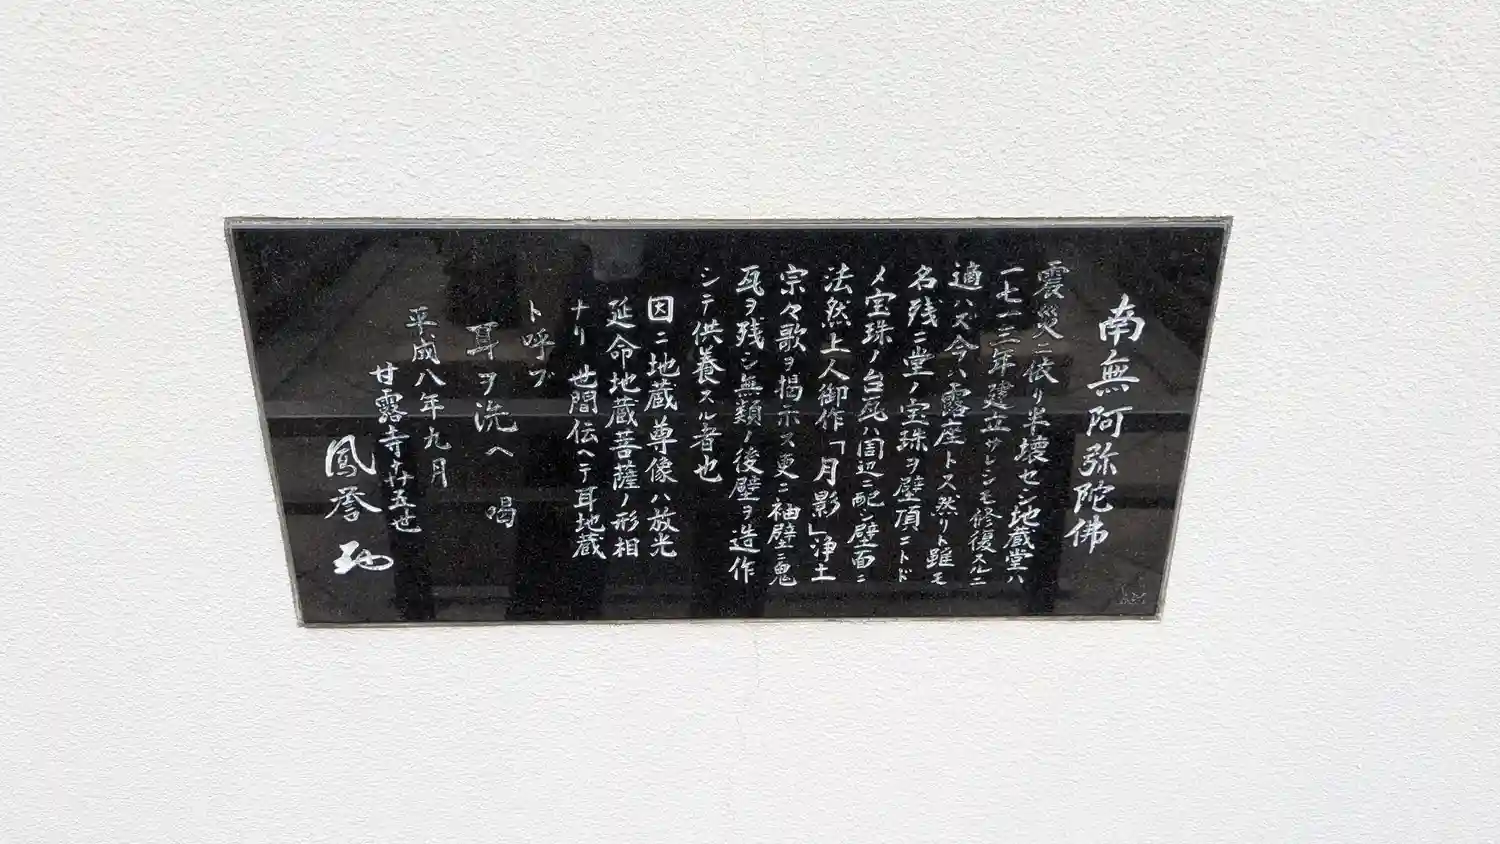 南無阿弥陀佛
震災ニ依リ半壊セシ地蔵堂ハ
一七一三年建立サレシモ修復スルニ
適ハズ今ハ露座トス然リト雖モ
名残ニ堂ノ宝珠ヲ壁頂ニトド
メ宝珠ノ台瓦ハ周辺ニ配シ壁面ニ
法然上人御作「月影」浄土
宗々歌ヲ掲示ス更ニ袖壁ニ鬼
瓦ヲ残シ無類ノ後壁ヲ造作
シテ供養スル者也
因ニ地蔵尊像ハ放光
延命地蔵菩薩ノ形相
ナリ 世間伝ヘテ耳地蔵
ト呼ブ
耳ヲ洗ヘ 喝
平成八年九月
甘露寺廿五世
鳳誉